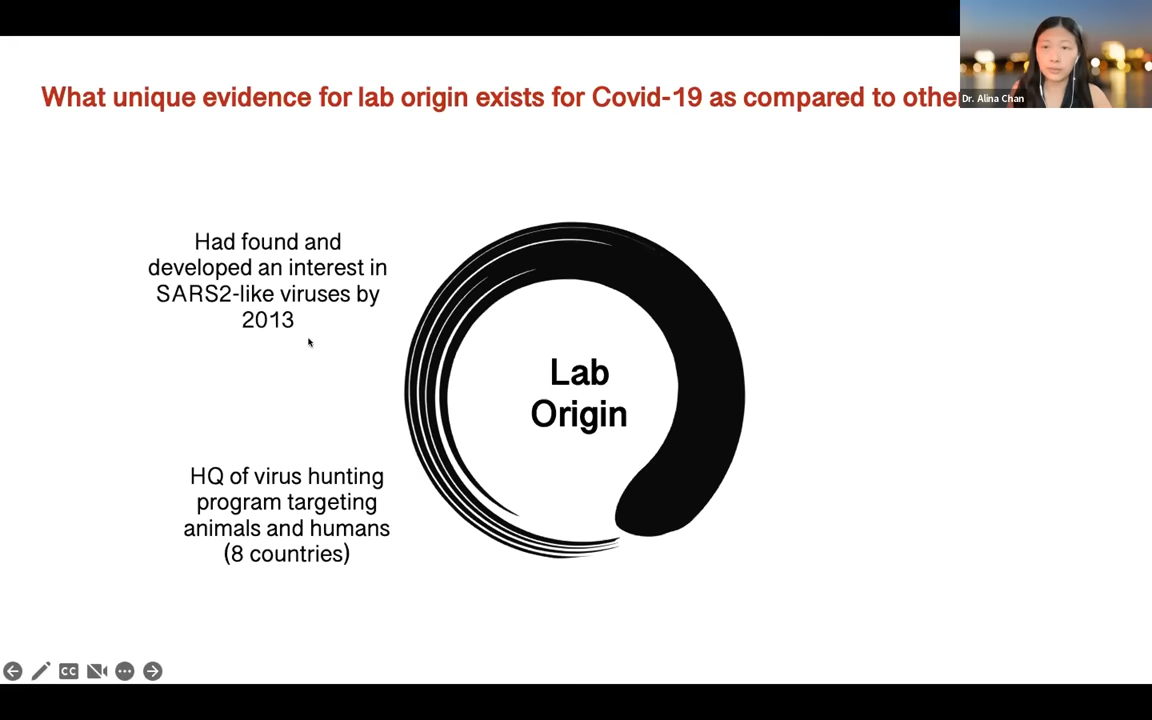 What unique evidence for lab origin exists for Covid-19 as compared to othe
Dr. Alina Chan
Had found and
developed an interest in
SARS2-like viruses by
2013
Lab
Origin
HQ of virus hunting
program targeting
animals and humans
(8 countries)
CC